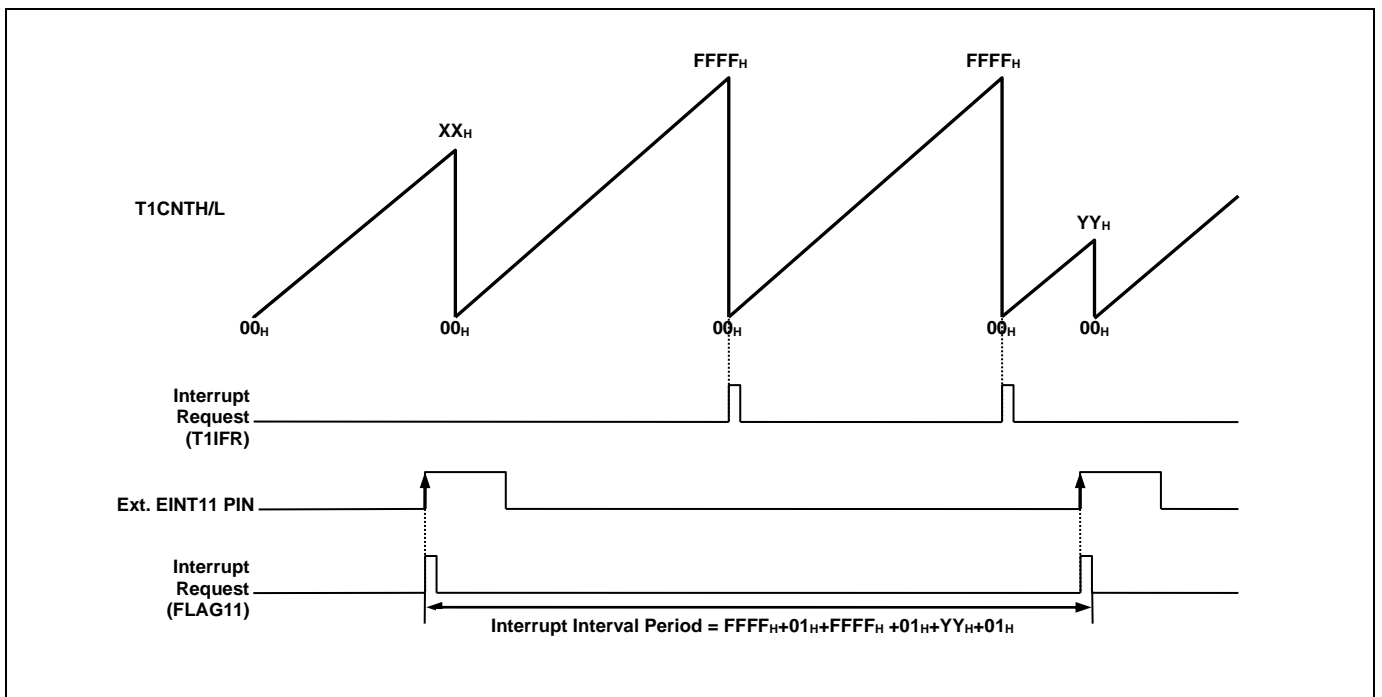 FFFFH
FFFFH
XXH
T1CNTH/L
YYH
00H
00H
00H
00H
00H
Interrupt
Request
(T1IFR)
Ext. EINT11 PIN
Interrupt
Request
(FLAG11)
Interrupt Interval Period = FFFFH+01H+FFFFH +01H+YYH+01H